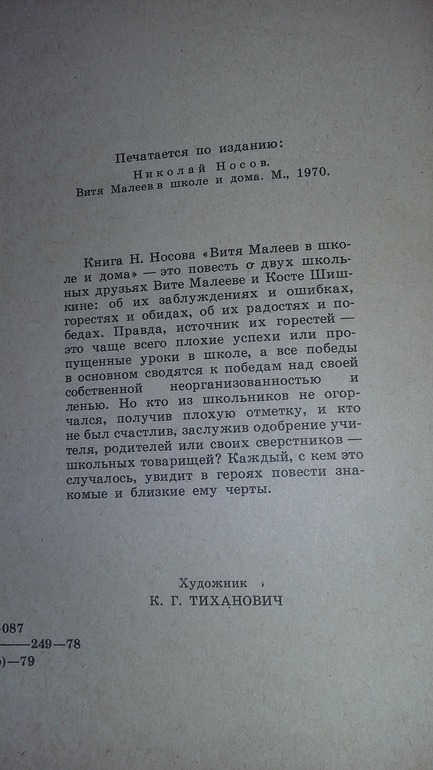 Печатается по изданию:
Николай Носов.
Витя Малеев в школе и дома. М., 1970.
Книга Н. Носова «Витя Малеев в шко-
ле и дома» — это повесть о двух школь-
ных друзьях Вите Малееве и Косте Шиш-
кине: об их заблуждениях и ошибках,
горестях и обидах, об их радостях и по-
бедах. Правда, источник их горестей —
это чаще всего плохие успехи или про-
пущенные уроки в школе, а все победы
в основном сводятся к победам над своей
собственной неорганизованностью и
ленью. Но кто из школьников не огор-
чался, получив плохую отметку, и кто
не был счастлив, заслужив одобрение учи-
теля, родителей или своих сверстников —
школьных товарищей? Каждый, с кем это
случалось, увидит в героях повести зна-
комые и близкие ему черты.
Художник
К. Г. ТИХАНОВИЧ
-087
—249—78
)—79